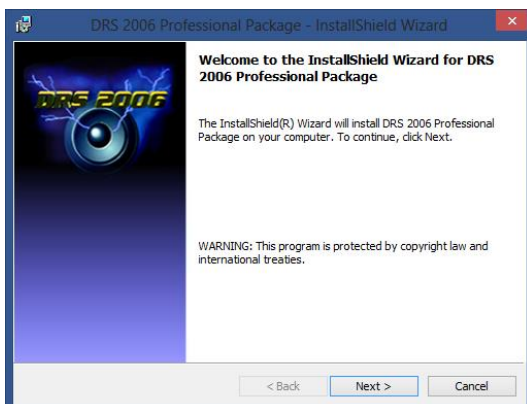 DRS 2006 Professional Package - InstallShield Wizard
DRS 2006
Welcome to the InstallShield Wizard for DRS
2006 Professional Package
The InstallShield(R) Wizard will install DRS 2006 Professional
Package on your computer. To continue, click Next.
WARNING: This program is protected by copyright law and
international treaties.
< Back
Next >
Cancel